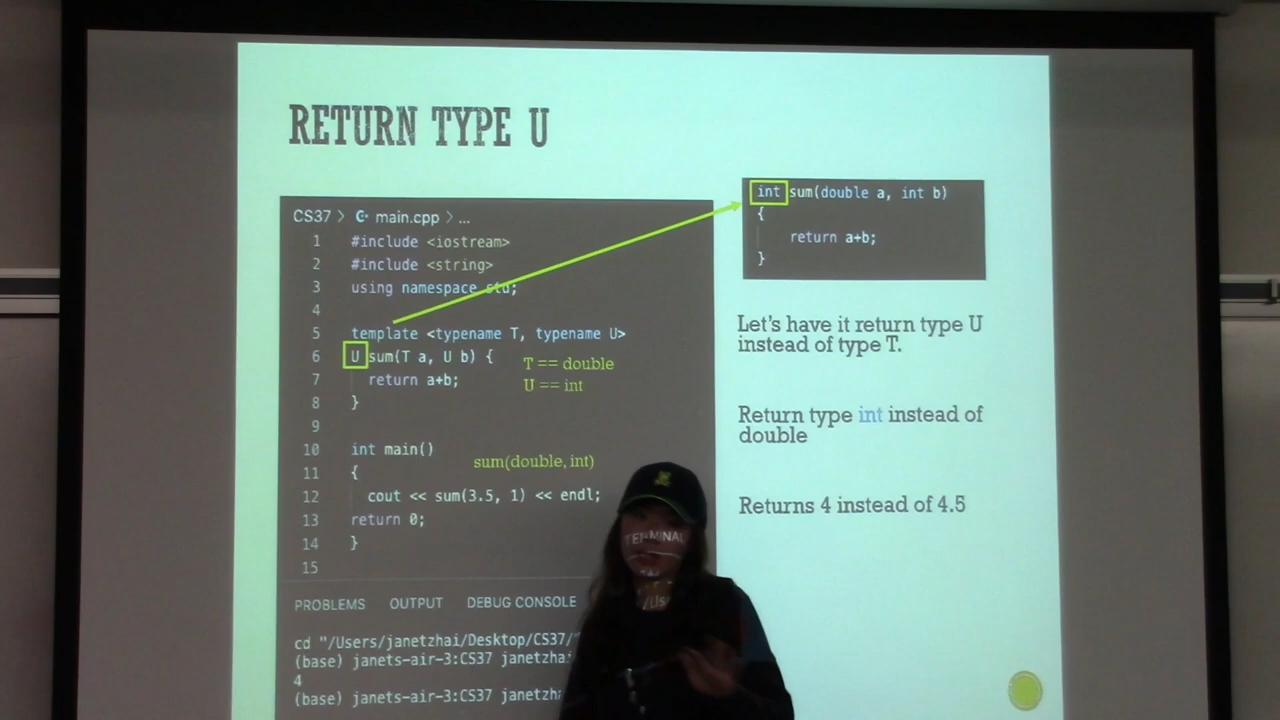 RETURN TYPE U
CS37 > main.cpp > ...
1 #include <iostream>
2 #include <string>
3 using namespace std;
4
5 template <typename T, typename U>
6 U sum(T a, U b) {
7 return a+b;
8 }
9
10 int main()
11 {
12 cout << sum(3.5, 1) << endl;
13 return 0;
14 }
15
T == double
U == int
sum(double, int)
PROBLEMS OUTPUT DEBUG CONSOLE TERMINAL
cd "/Users/janetzhai/Desktop/CS37/
(base) janets-air-3:CS37 janetzhai
4
(base) janets-air-3:CS37 janetzh
int sum(double a, int b)
{
return a+b;
}
Let's have it return type U
instead of type T.
Return type int instead of
double
Returns 4 instead of 4.5